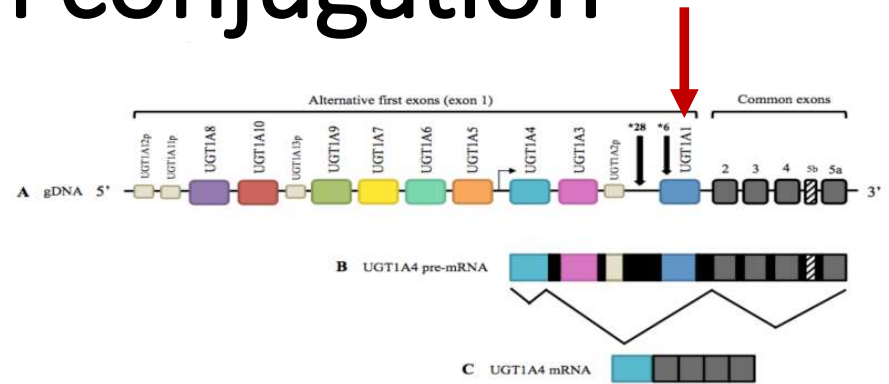 conjugation
Alternative first exons (exon 1)
Common exons
UGT1A12p
UGT1A11p
UGT1A8
UGT1A10
UGT1A13p
UGT1A9
UGT1A7
UGT1A6
UGT1A5
UGT1A4
UGT1A3
UGT1A2p
*28
*6
UGT1A1
2
3
4
5b
5a
A gDNA 5'
3'
B UGT1A4 pre-mRNA
C UGT1A4 mRNA